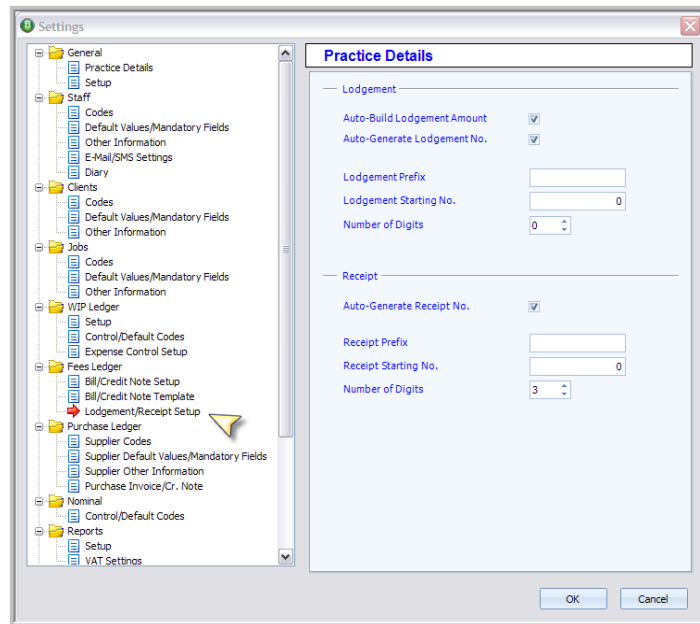 Settings
General
Practice Details
Setup
Staff
Codes
Default Values/Mandatory Fields
Other Information
E-Mail/SMS Settings
Diary
Clients
Codes
Default Values/Mandatory Fields
Other Information
Jobs
Codes
Default Values/Mandatory Fields
Other Information
WIP Ledger
Setup
Control/Default Codes
Expense Control Setup
Fees Ledger
Bill/Credit Note Setup
Bill/Credit Note Template
Lodgement/Receipt Setup
Purchase Ledger
Supplier Codes
Supplier Default Values/Mandatory Fields
Supplier Other Information
Purchase Invoice/Cr. Note
Nominal
Control/Default Codes
Reports
Setup
VAT Settings
Practice Details
Lodgement
Auto-Build Lodgement Amount
Auto-Generate Lodgement No.
Lodgement Prefix
Lodgement Starting No. 0
Number of Digits 0
Receipt
Auto-Generate Receipt No.
Receipt Prefix
Receipt Starting No. 0
Number of Digits 3
OK Cancel